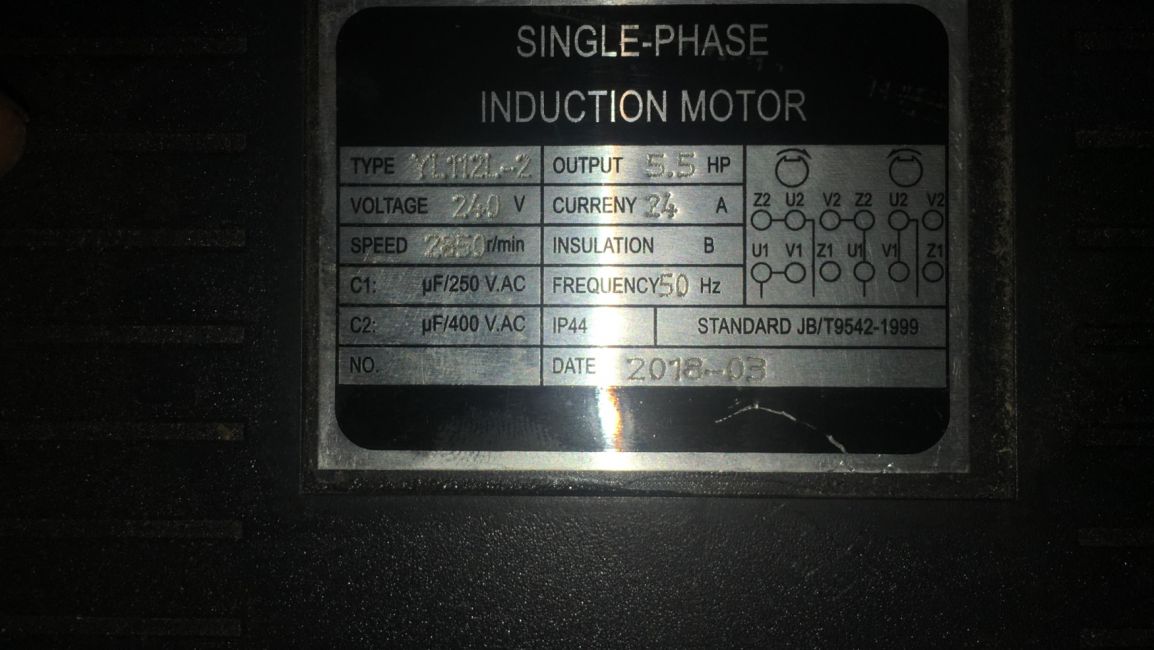 SINGLE-PHASE
INDUCTION MOTOR
TYPE YL112L-2 OUTPUT 5.5 HP
VOLTAGE 240 V CURRENY 24 A
SPEED 2850 r/min INSULATION B
C1: µF/250 V.AC FREQUENCY 50 Hz
C2: µF/400 V.AC IP44 STANDARD JB/T9542-1999
NO. DATE 2018-03
Z2 U2 V2 Z2 U2 V2
U1 V1 Z1 U1 V1 Z1